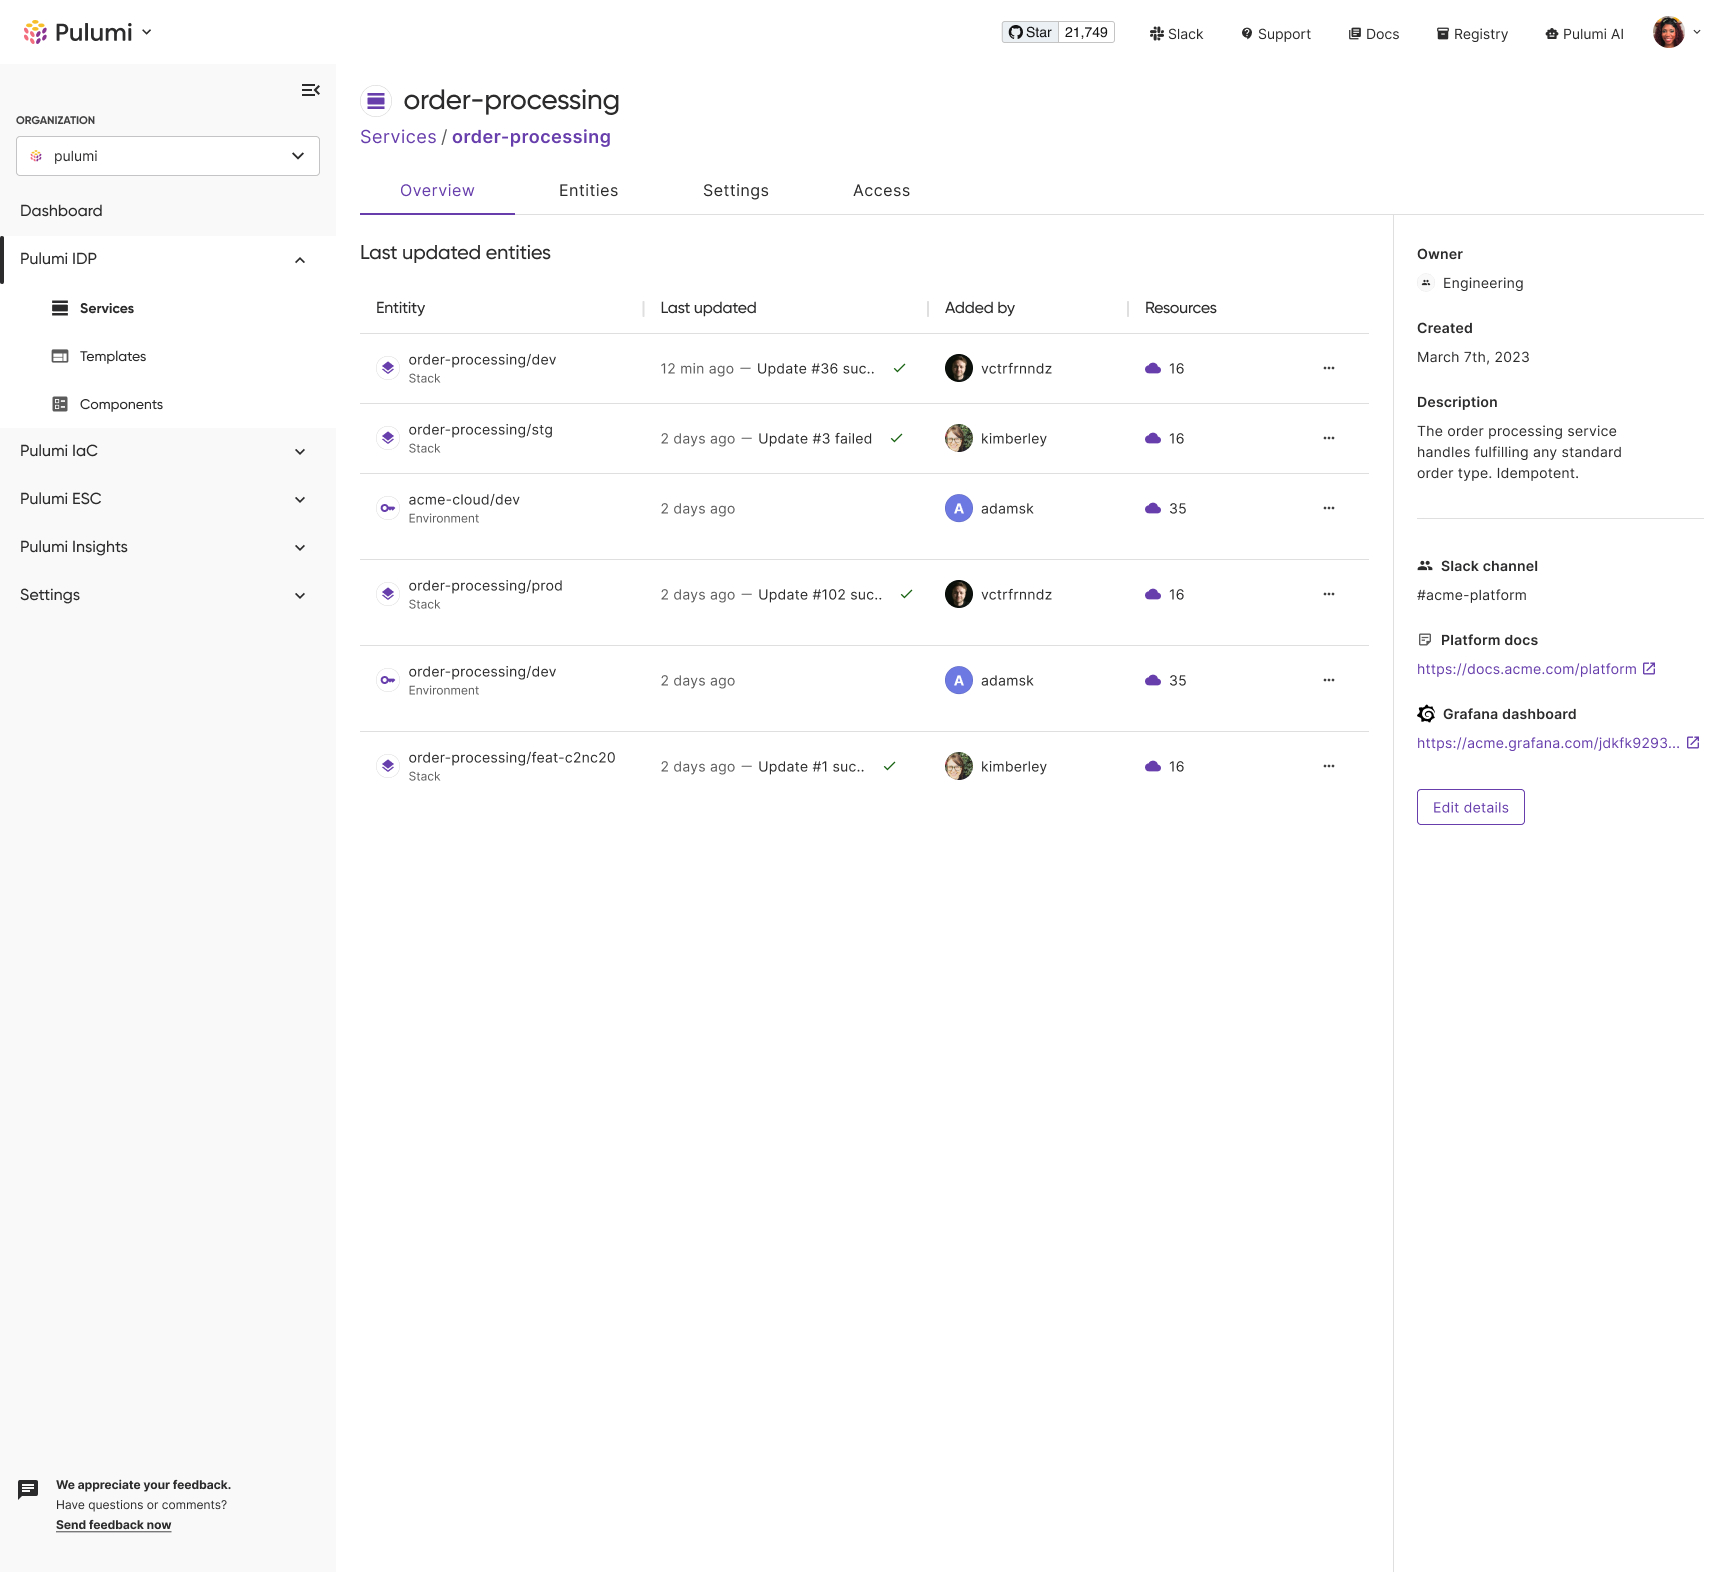 Pulumi
Star 21,749
Slack
Support
Docs
Registry
Pulumi AI
ORGANIZATION
pulumi
Dashboard
Pulumi IDP
Services
Templates
Components
Pulumi IaC
Pulumi ESC
Pulumi Insights
Settings
order-processing
Services / order-processing
Overview Entities Settings Access
Last updated entities
Entitity Last updated Added by Resources
order-processing/dev
Stack
12 min ago — Update #36 suc..
vctrfrnndz
16
order-processing/stg
Stack
2 days ago — Update #3 failed
kimberley
16
acme-cloud/dev
Environment
2 days ago
A
adamsk
35
order-processing/prod
Stack
2 days ago — Update #102 suc..
vctrfrnndz
16
order-processing/dev
Environment
2 days ago
A
adamsk
35
order-processing/feat-c2nc20
Stack
2 days ago — Update #1 suc..
kimberley
16
Owner
Engineering
Created
March 7th, 2023
Description
The order processing service
handles fulfilling any standard
order type. Idempotent.
Slack channel
#acme-platform
Platform docs
https://docs.acme.com/platform
Grafana dashboard
https://acme.grafana.com/jdkfk9293...
Edit details
We appreciate your feedback.
Have questions or comments?
Send feedback now